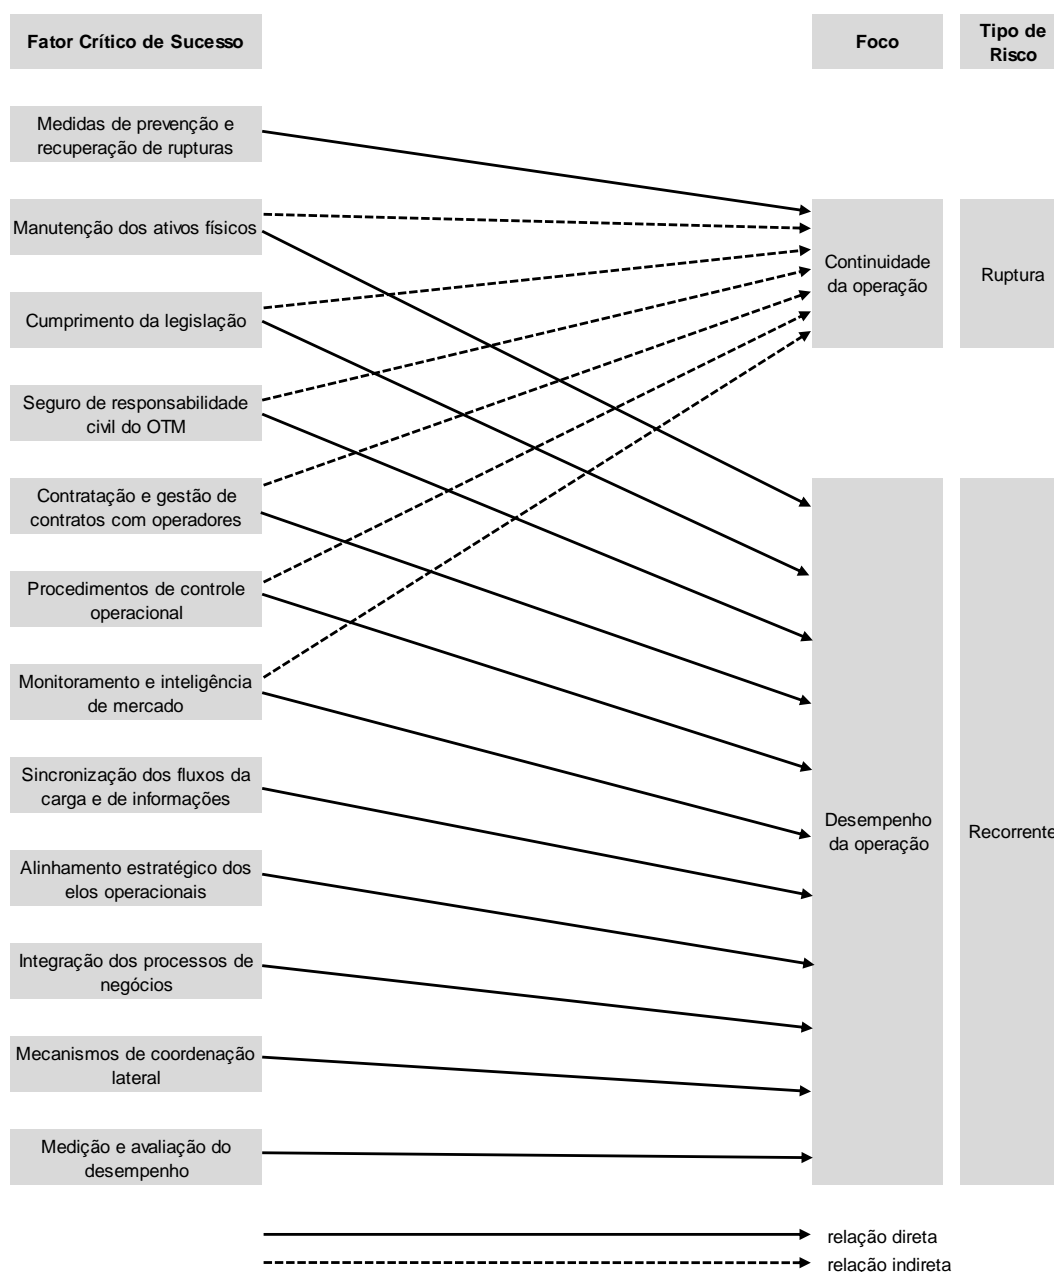 Fator Crítico de Sucesso
Foco
Tipo de
Risco
Medidas de prevenção e
recuperação de rupturas
Manutenção dos ativos físicos
Cumprimento da legislação
Seguro de responsabilidade
civil do OTM
Contratação e gestão de
contratos com operadores
Procedimentos de controle
operacional
Monitoramento e inteligência
de mercado
Sincronização dos fluxos da
carga e de informações
Alinhamento estratégico dos
elos operacionais
Integração dos processos de
negócios
Mecanismos de coordenação
lateral
Medição e avaliação do
desempenho
Continuidade
da operação
Ruptura
Desempenho
da operação
Recorrente
relação direta
relação indireta